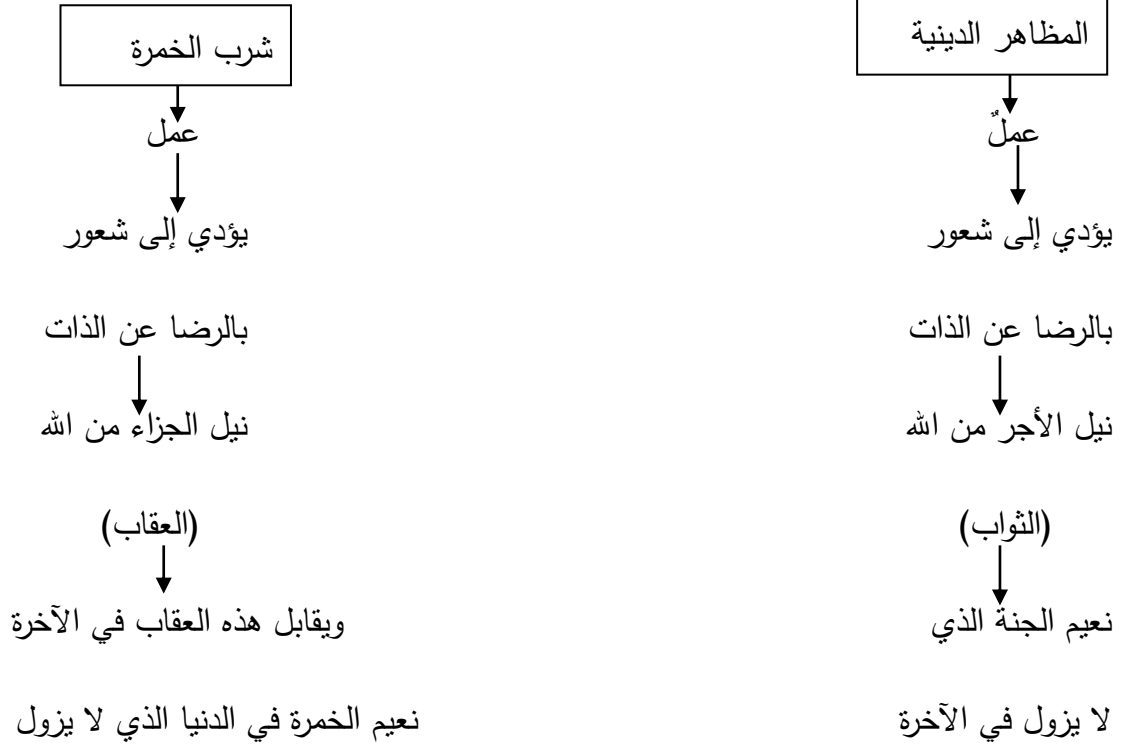 المظاهر الدينية
عملٌ
يؤدي إلى شعور
بالرضا عن الذات
نيل الأجر من الله
(الثواب)
نعيم الجنة الذي
لا يزول في الآخرة
شرب الخمرة
عمل
يؤدي إلى شعور
بالرضا عن الذات
نيل الجزاء من الله
(العقاب)
ويقابل هذه العقاب في الآخرة
نعيم الخمرة في الدنيا الذي لا يزول